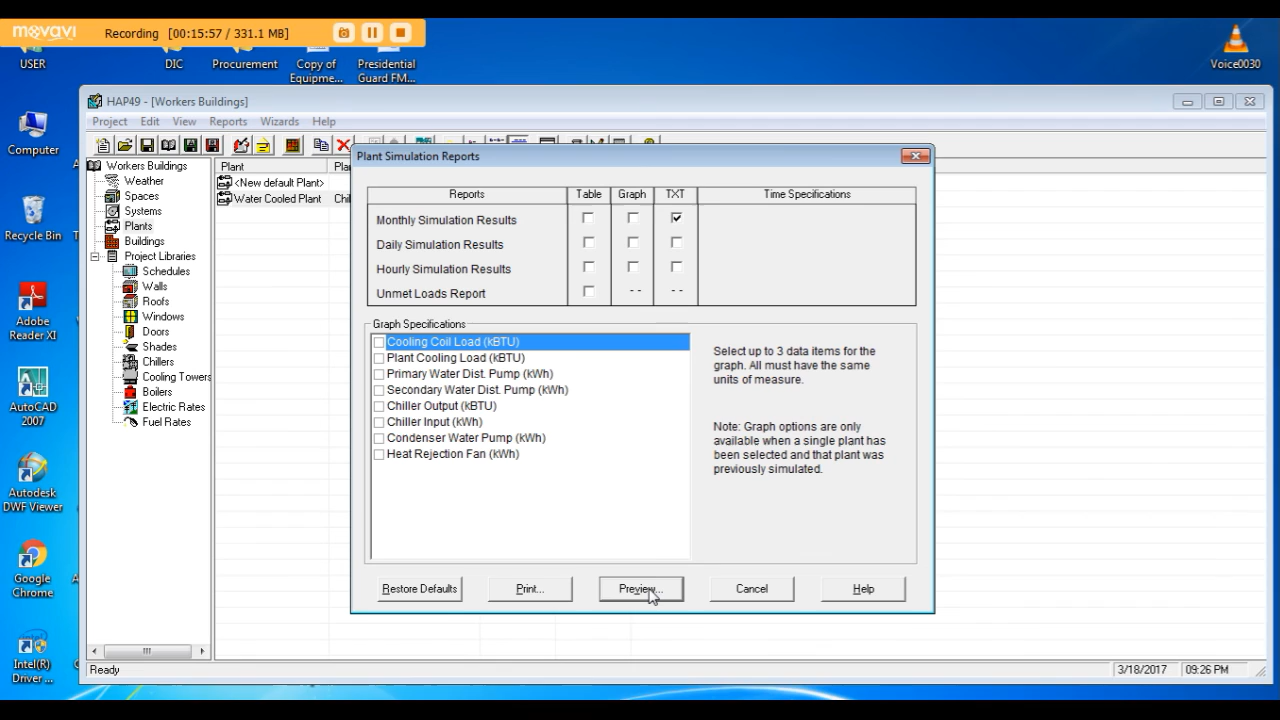 movavi Recording [00:15:57 / 331.1 MB]
USER
DIC
Procurement
Copy of Equipme...
Presidential Guard FM...
Voice0030
Computer
Recycle Bin
Adobe Reader XI
AutoCAD 2007
Autodesk DWF Viewer
Google Chrome
Intel(R) Driver ...
HAP49 - [Workers Buildings]
Project Edit View Reports Wizards Help
Workers Buildings
Weather
Spaces
Systems
Plants
Buildings
Project Libraries
Schedules
Walls
Roofs
Windows
Doors
Shades
Chillers
Cooling Towers
Boilers
Electric Rates
Fuel Rates
Plant
<New default Plant>
Water Cooled Plant
Plant Simulation Reports
Reports Table Graph TXT Time Specifications
Monthly Simulation Results
Daily Simulation Results
Hourly Simulation Results
Unmet Loads Report - - - -
Graph Specifications
Cooling Coil Load (kBTU)
Plant Cooling Load (kBTU)
Primary Water Dist. Pump (kWh)
Secondary Water Dist. Pump (kWh)
Chiller Output (kBTU)
Chiller Input (kWh)
Condenser Water Pump (kWh)
Heat Rejection Fan (kWh)
Select up to 3 data items for the
graph. All must have the same
units of measure.
Note: Graph options are only
available when a single plant has
been selected and that plant was
previously simulated.
Restore Defaults Print... Preview... Cancel Help
Ready 3/18/2017 09:26 PM